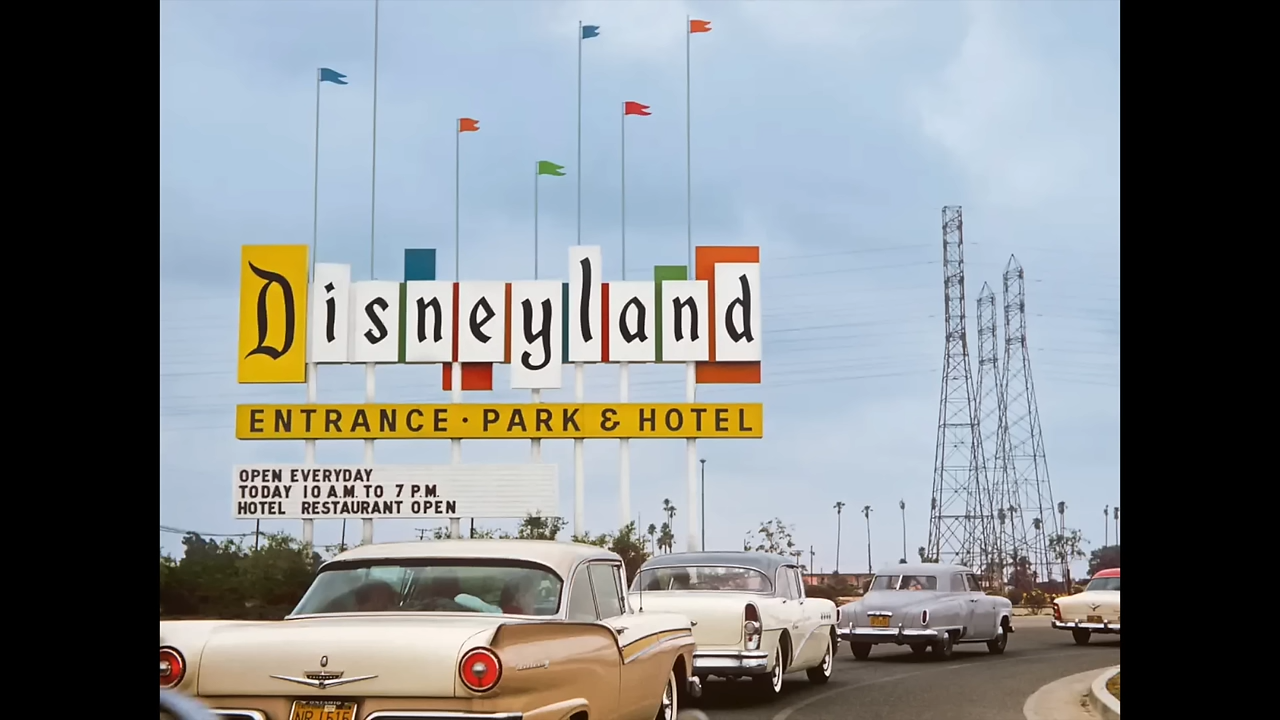 Disneyland
ENTRANCE · PARK & HOTEL
OPEN EVERYDAY
TODAY 10 A.M. TO 7 P.M.
HOTEL RESTAURANT OPEN